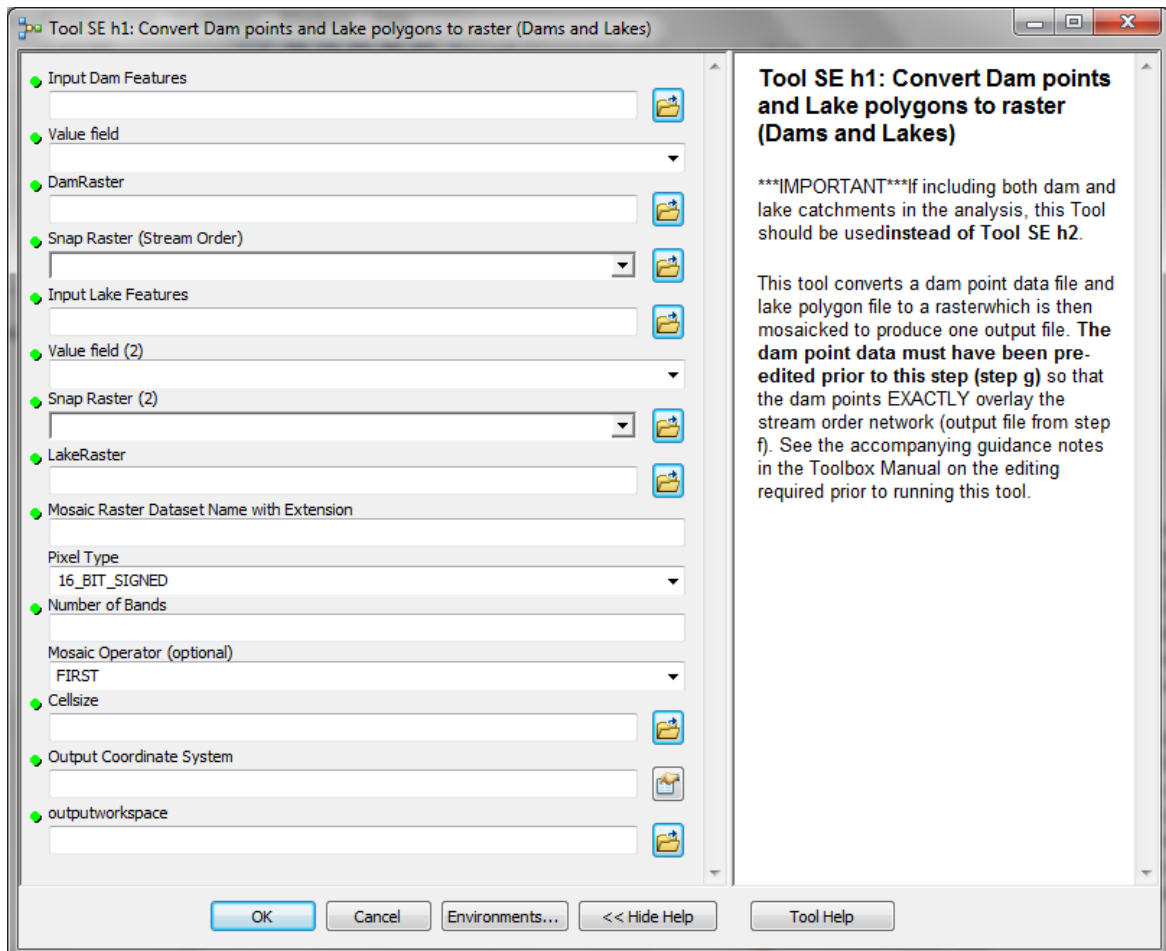 Tool SE h1: Convert Dam points and Lake polygons to raster (Dams and Lakes)
Input Dam Features
Value field
DamRaster
Snap Raster (Stream Order)
Input Lake Features
Value field (2)
Snap Raster (2)
LakeRaster
Mosaic Raster Dataset Name with Extension
Pixel Type
16_BIT_SIGNED
Number of Bands
Mosaic Operator (optional)
FIRST
Cellsize
Output Coordinate System
outputworkspace
OK
Cancel
Environments...
<< Hide Help
Tool SE h1: Convert Dam points
and Lake polygons to raster
(Dams and Lakes)
***IMPORTANT***If including both dam and
lake catchments in the analysis, this Tool
should be usedinstead of Tool SE h2.
This tool converts a dam point data file and
lake polygon file to a rasterwhich is then
mosaicked to produce one output file. The
dam point data must have been pre-
edited prior to this step (step g) so that
the dam points EXACTLY overlay the
stream order network (output file from step
f). See the accompanying guidance notes
in the Toolbox Manual on the editing
required prior to running this tool.
Tool Help